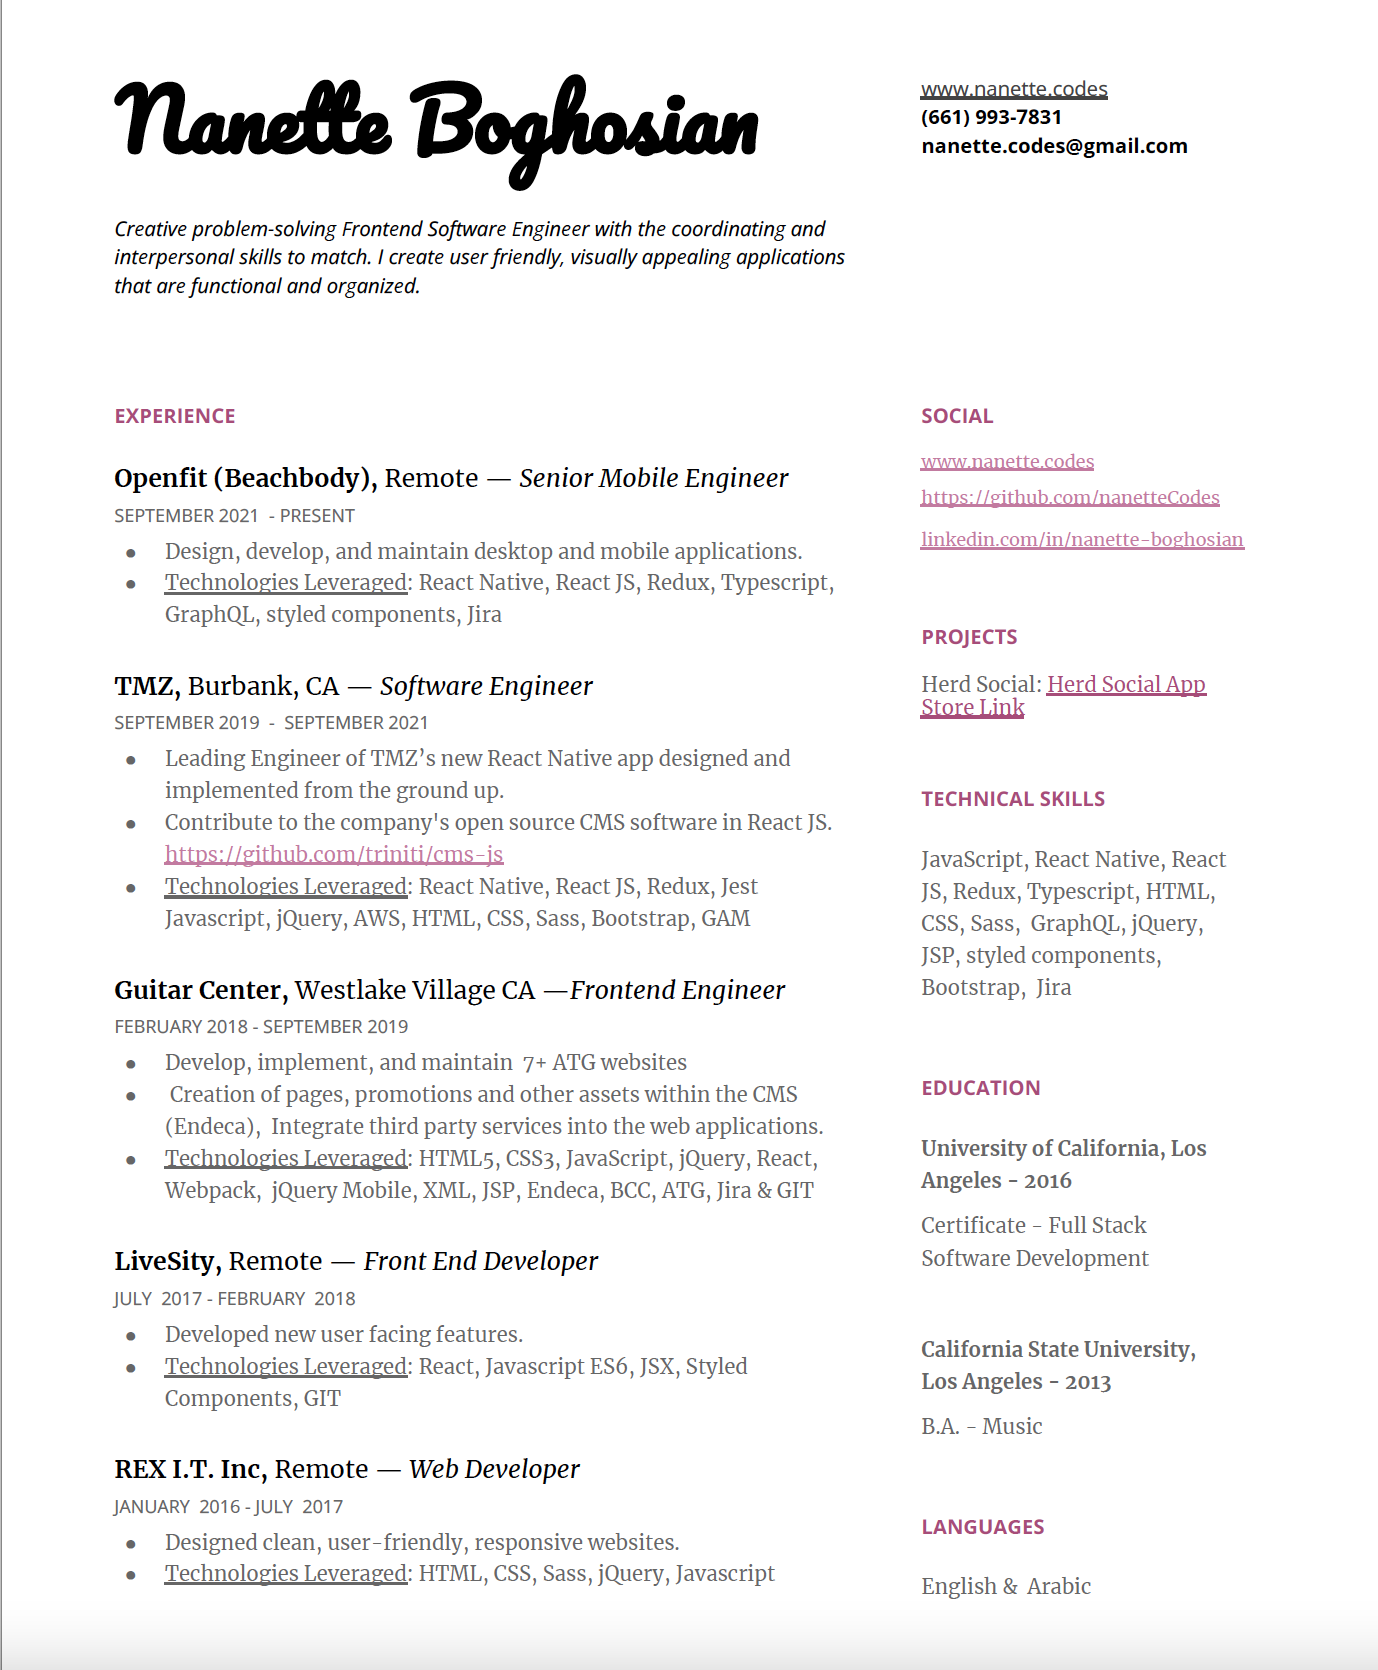 Nanette Boghosian
www.nanette.codes
(661) 993-7831
nanette.codes@gmail.com
Creative problem-solving Frontend Software Engineer with the coordinating and
interpersonal skills to match. I create user friendly, visually appealing applications
that are functional and organized.
EXPERIENCE
Openfit (Beachbody), Remote — Senior Mobile Engineer
SEPTEMBER 2021 - PRESENT
● Design, develop, and maintain desktop and mobile applications.
● Technologies Leveraged: React Native, React JS, Redux, Typescript,
GraphQL, styled components, Jira
TMZ, Burbank, CA — Software Engineer
SEPTEMBER 2019 - SEPTEMBER 2021
● Leading Engineer of TMZ’s new React Native app designed and
implemented from the ground up.
● Contribute to the company's open source CMS software in React JS.
https://github.com/triniti/cms-js
● Technologies Leveraged: React Native, React JS, Redux, Jest
Javascript, jQuery, AWS, HTML, CSS, Sass, Bootstrap, GAM
Guitar Center, Westlake Village CA —Frontend Engineer
FEBRUARY 2018 - SEPTEMBER 2019
● Develop, implement, and maintain 7+ ATG websites
● Creation of pages, promotions and other assets within the CMS
(Endeca), Integrate third party services into the web applications.
● Technologies Leveraged: HTML5, CSS3, JavaScript, jQuery, React,
Webpack, jQuery Mobile, XML, JSP, Endeca, BCC, ATG, Jira & GIT
LiveSity, Remote — Front End Developer
JULY 2017 - FEBRUARY 2018
● Developed new user facing features.
● Technologies Leveraged: React, Javascript ES6, JSX, Styled
Components, GIT
REX I.T. Inc, Remote — Web Developer
JANUARY 2016 - JULY 2017
● Designed clean, user-friendly, responsive websites.
● Technologies Leveraged: HTML, CSS, Sass, jQuery, Javascript
SOCIAL
www.nanette.codes
https://github.com/nanetteCodes
linkedin.com/in/nanette-boghosian
PROJECTS
Herd Social: Herd Social App
Store Link
TECHNICAL SKILLS
JavaScript, React Native, React
JS, Redux, Typescript, HTML,
CSS, Sass, GraphQL, jQuery,
JSP, styled components,
Bootstrap, Jira
EDUCATION
University of California, Los
Angeles - 2016
Certificate - Full Stack
Software Development
California State University,
Los Angeles - 2013
B.A. - Music
LANGUAGES
English & Arabic